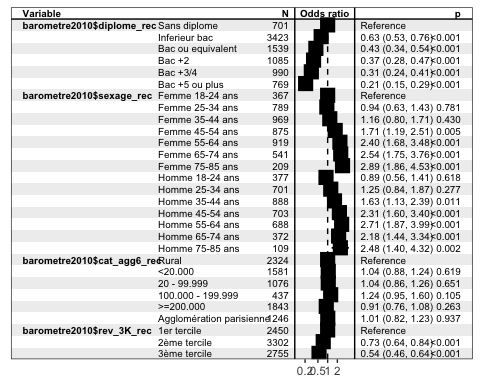 Variable N Odds ratio p
barometre2010$diplome_rec Sans diplome 701 Reference
Inferieur bac 3423 0.63 (0.53, 0.76) <0.001
Bac ou equivalent 1539 0.43 (0.34, 0.54) <0.001
Bac +2 1085 0.37 (0.28, 0.47) <0.001
Bac +3/4 990 0.31 (0.24, 0.41) <0.001
Bac +5 ou plus 769 0.21 (0.15, 0.29) <0.001
barometre2010$sexage_rec Femme 18-24 ans 367 Reference
Femme 25-34 ans 789 0.94 (0.63, 1.43) 0.781
Femme 35-44 ans 969 1.16 (0.80, 1.71) 0.430
Femme 45-54 ans 875 1.71 (1.19, 2.51) 0.005
Femme 55-64 ans 919 2.40 (1.68, 3.48) <0.001
Femme 65-74 ans 541 2.54 (1.75, 3.76) <0.001
Femme 75-85 ans 209 2.89 (1.86, 4.53) <0.001
Homme 18-24 ans 377 0.89 (0.56, 1.41) 0.618
Homme 25-34 ans 701 1.25 (0.84, 1.87) 0.277
Homme 35-44 ans 888 1.63 (1.13, 2.39) 0.011
Homme 45-54 ans 703 2.31 (1.60, 3.40) <0.001
Homme 55-64 ans 688 2.71 (1.87, 3.99) <0.001
Homme 65-74 ans 372 2.18 (1.44, 3.34) <0.001
Homme 75-85 ans 109 2.48 (1.40, 4.32) 0.002
barometre2010$cat_agg6_rec Rural 2324 Reference
<20.000 1581 1.04 (0.88, 1.24) 0.619
20 - 99.999 1076 1.04 (0.86, 1.26) 0.651
100.000 - 199.999 437 1.24 (0.95, 1.60) 0.105
>=200.000 1843 0.91 (0.76, 1.08) 0.263
Agglomération parisienne 1246 1.01 (0.82, 1.23) 0.937
barometre2010$rev_3K_rec 1er tercile 2450 Reference
2ème tercile 3302 0.73 (0.64, 0.84) <0.001
3ème tercile 2755 0.54 (0.46, 0.64) <0.001
0.2 0.5 1 2